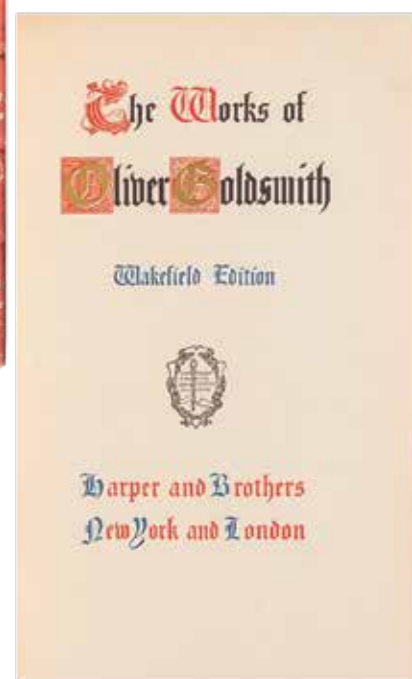 The Works of
Oliver Goldsmith
Wakefield Edition
Harper and Brothers
New York and London